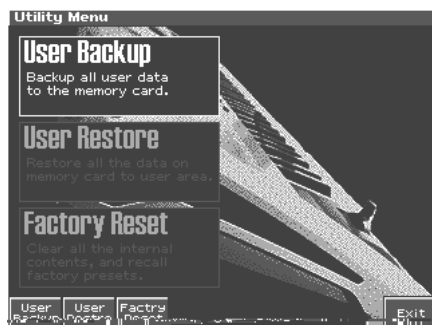 Utility Menu
User Backup
Backup all user data
to the memory card.
User Restore
Restore all the data on
memory card to user area.
Factory Reset
Clear all the internal
contents, and recall
factory presets.
User User Factry Exit